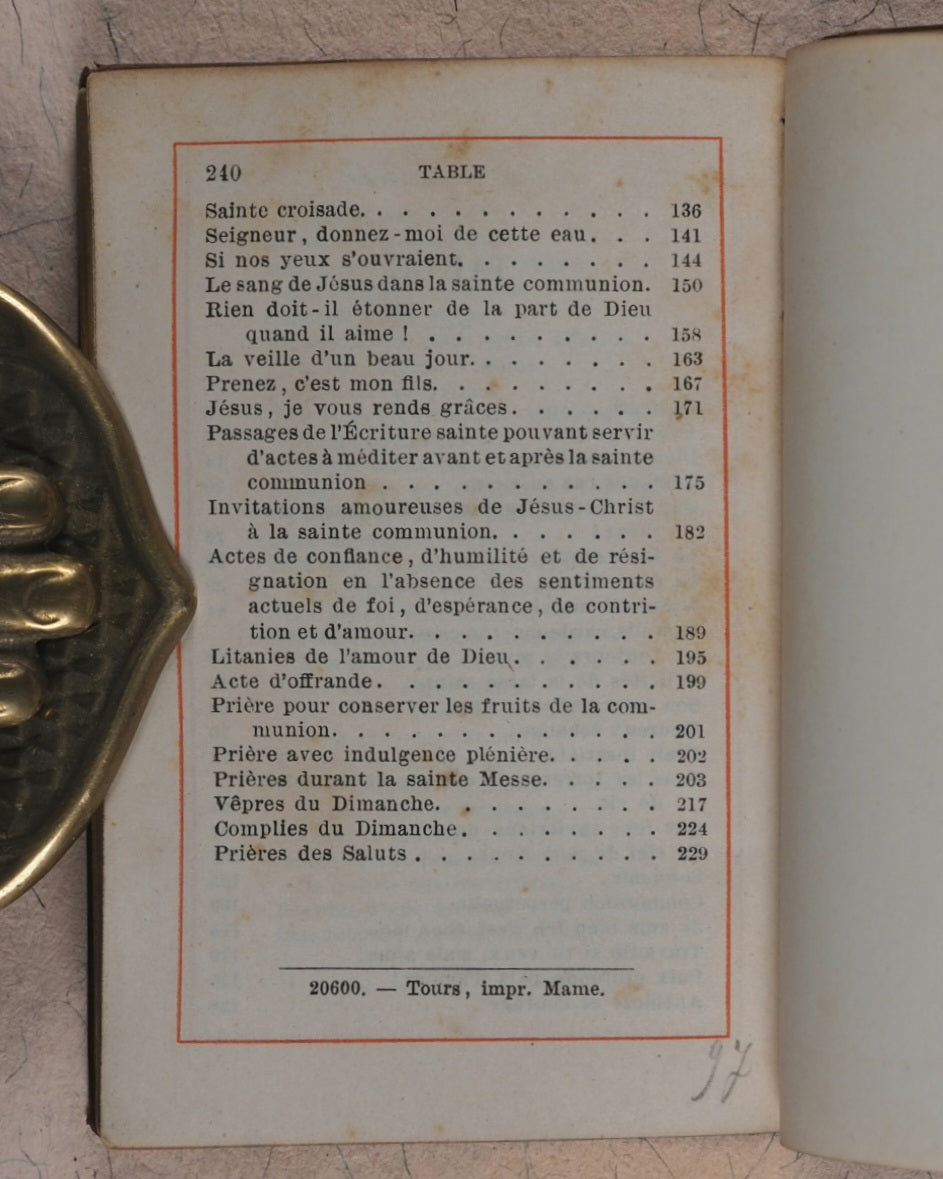 240 TABLE
Sainte croisade. . . . . . . . . . . . 136
Seigneur, donnez-moi de cette eau. . . 141
Si nos yeux s'ouvraient. . . . . . . . 144
Le sang de Jésus dans la sainte communion. 150
Rien doit-il étonner de la part de Dieu
quand il aime ! . . . . . . . . . 158
La veille d'un beau jour. . . . . . . . 163
Prenez, c'est mon fils. . . . . . . . . 167
Jésus, je vous rends grâces. . . . . . 171
Passages de l'Écriture sainte pouvant servir
d'actes à méditer avant et après la sainte
communion . . . . . . . . . . . 175
Invitations amoureuses de Jésus-Christ
à la sainte communion. . . . . . . 182
Actes de confiance, d'humilité et de rési-
gnation en l'absence des sentiments
actuels de foi, d'espérance, de contri-
tion et d'amour. . . . . . . . . . 189
Litanies de l'amour de Dieu. . . . . . 195
Acte d'offrande. . . . . . . . . . . 199
Prière pour conserver les fruits de la com-
munion. . . . . . . . . . . . . 201
Prière avec indulgence plénière. . . . . 202
Prières durant la sainte Messe. . . . . 203
Vêpres du Dimanche. . . . . . . . . 217
Complies du Dimanche. . . . . . . . 224
Prières des Saluts . . . . . . . . . . 229
20600. — Tours, impr. Mame.
97